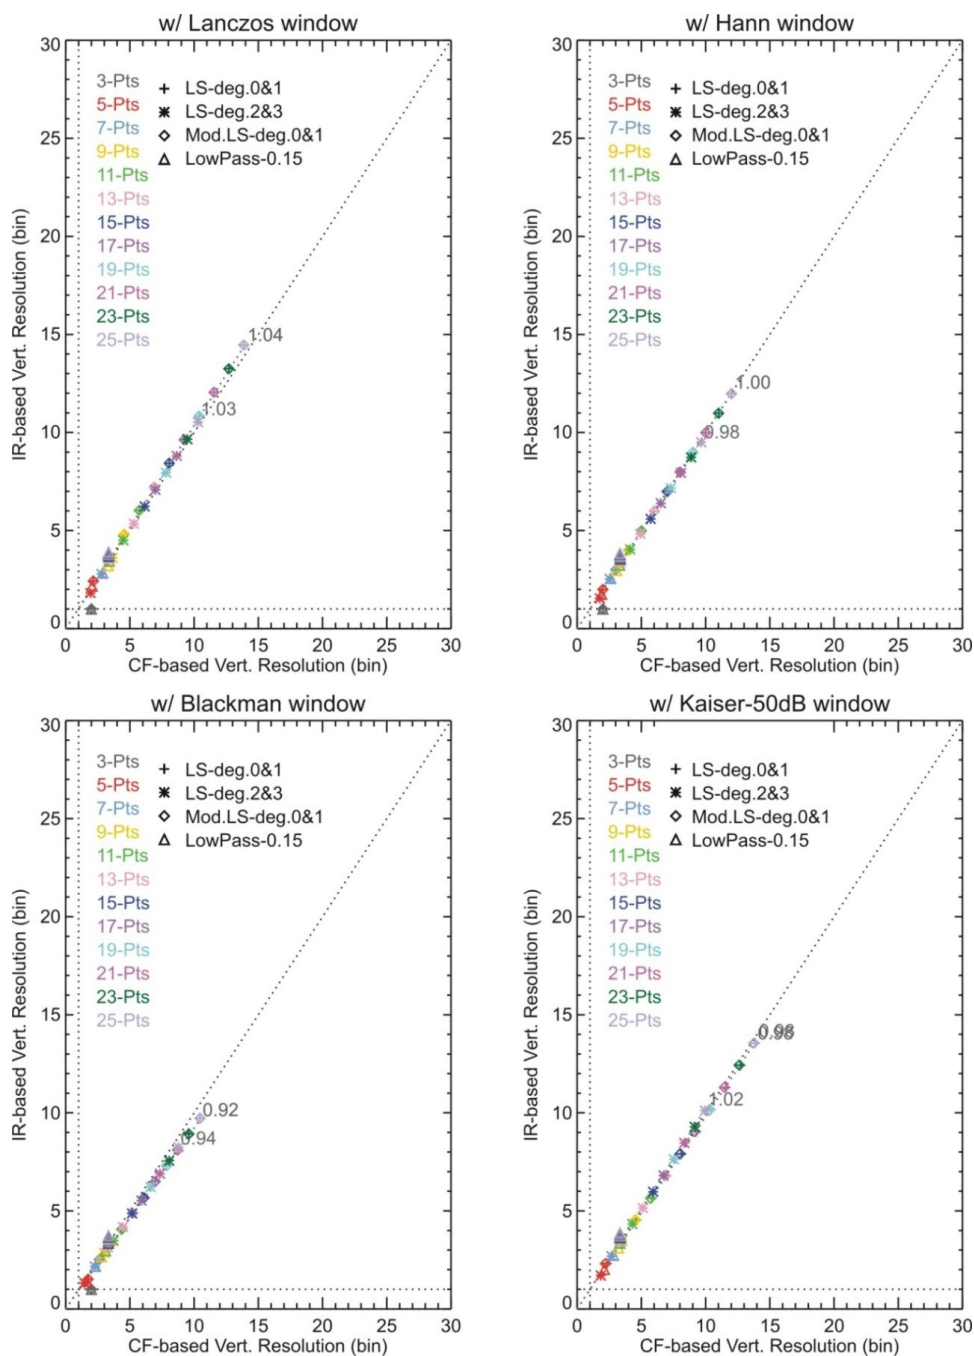 w/ Lanczos window
30
25
20
15
10
5
0
IR-based Vert. Resolution (bin)
3-Pts
5-Pts
7-Pts
9-Pts
11-Pts
13-Pts
15-Pts
17-Pts
19-Pts
21-Pts
23-Pts
25-Pts
LS-deg.0&1
LS-deg.2&3
Mod.LS-deg.0&1
LowPass-0.15
1.04
1.03
0 5 10 15 20 25 30
CF-based Vert. Resolution (bin)
w/ Hann window
30
25
20
15
10
5
0
IR-based Vert. Resolution (bin)
3-Pts
5-Pts
7-Pts
9-Pts
11-Pts
13-Pts
15-Pts
17-Pts
19-Pts
21-Pts
23-Pts
25-Pts
LS-deg.0&1
LS-deg.2&3
Mod.LS-deg.0&1
LowPass-0.15
1.00
0.98
0 5 10 15 20 25 30
CF-based Vert. Resolution (bin)
w/ Blackman window
30
25
20
15
10
5
0
IR-based Vert. Resolution (bin)
3-Pts
5-Pts
7-Pts
9-Pts
11-Pts
13-Pts
15-Pts
17-Pts
19-Pts
21-Pts
23-Pts
25-Pts
LS-deg.0&1
LS-deg.2&3
Mod.LS-deg.0&1
LowPass-0.15
0.92
0.94
0 5 10 15 20 25 30
CF-based Vert. Resolution (bin)
w/ Kaiser-50dB window
30
25
20
15
10
5
0
IR-based Vert. Resolution (bin)
3-Pts
5-Pts
7-Pts
9-Pts
11-Pts
13-Pts
15-Pts
17-Pts
19-Pts
21-Pts
23-Pts
25-Pts
LS-deg.0&1
LS-deg.2&3
Mod.LS-deg.0&1
LowPass-0.15
1.02
0 5 10 15 20 25 30
CF-based Vert. Resolution (bin)